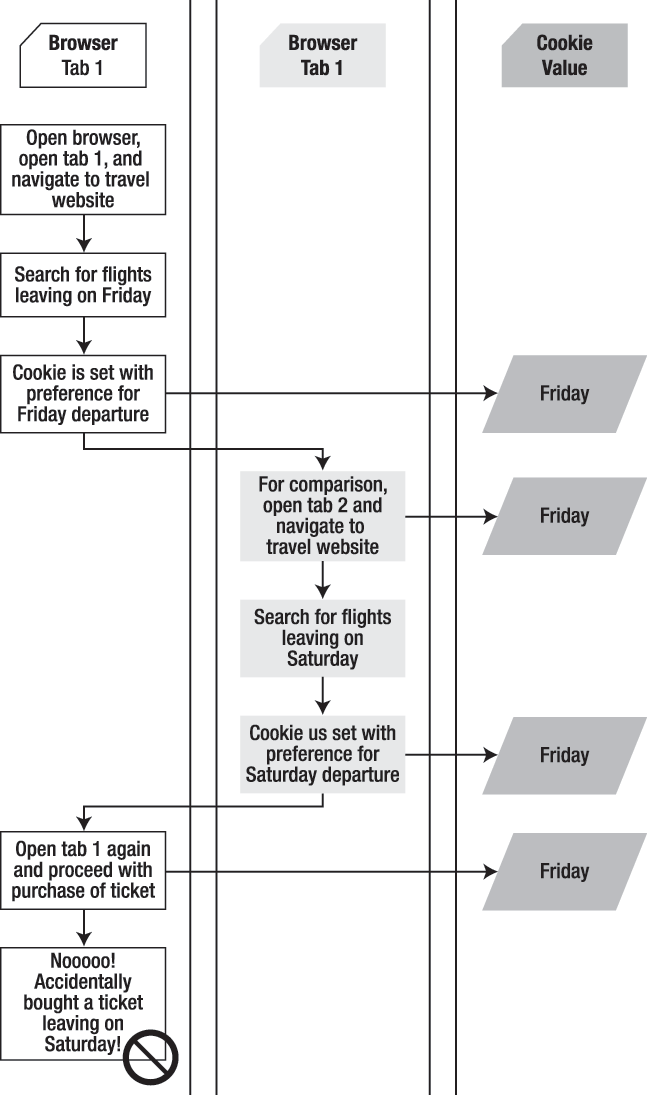 Browser
Tab 1
Browser
Tab 1
Cookie
Value
Open browser,
open tab 1, and
navigate to travel
website
Search for flights
leaving on Friday
Cookie is set with
preference for
Friday departure
Friday
For comparison,
open tab 2 and
navigate to
travel website
Friday
Search for flights
leaving on
Saturday
Cookie us set with
preference for
Saturday departure
Friday
Open tab 1 again
and proceed with
purchase of ticket
Friday
Nooooo!
Accidentally
bought a ticket
leaving on
Saturday!